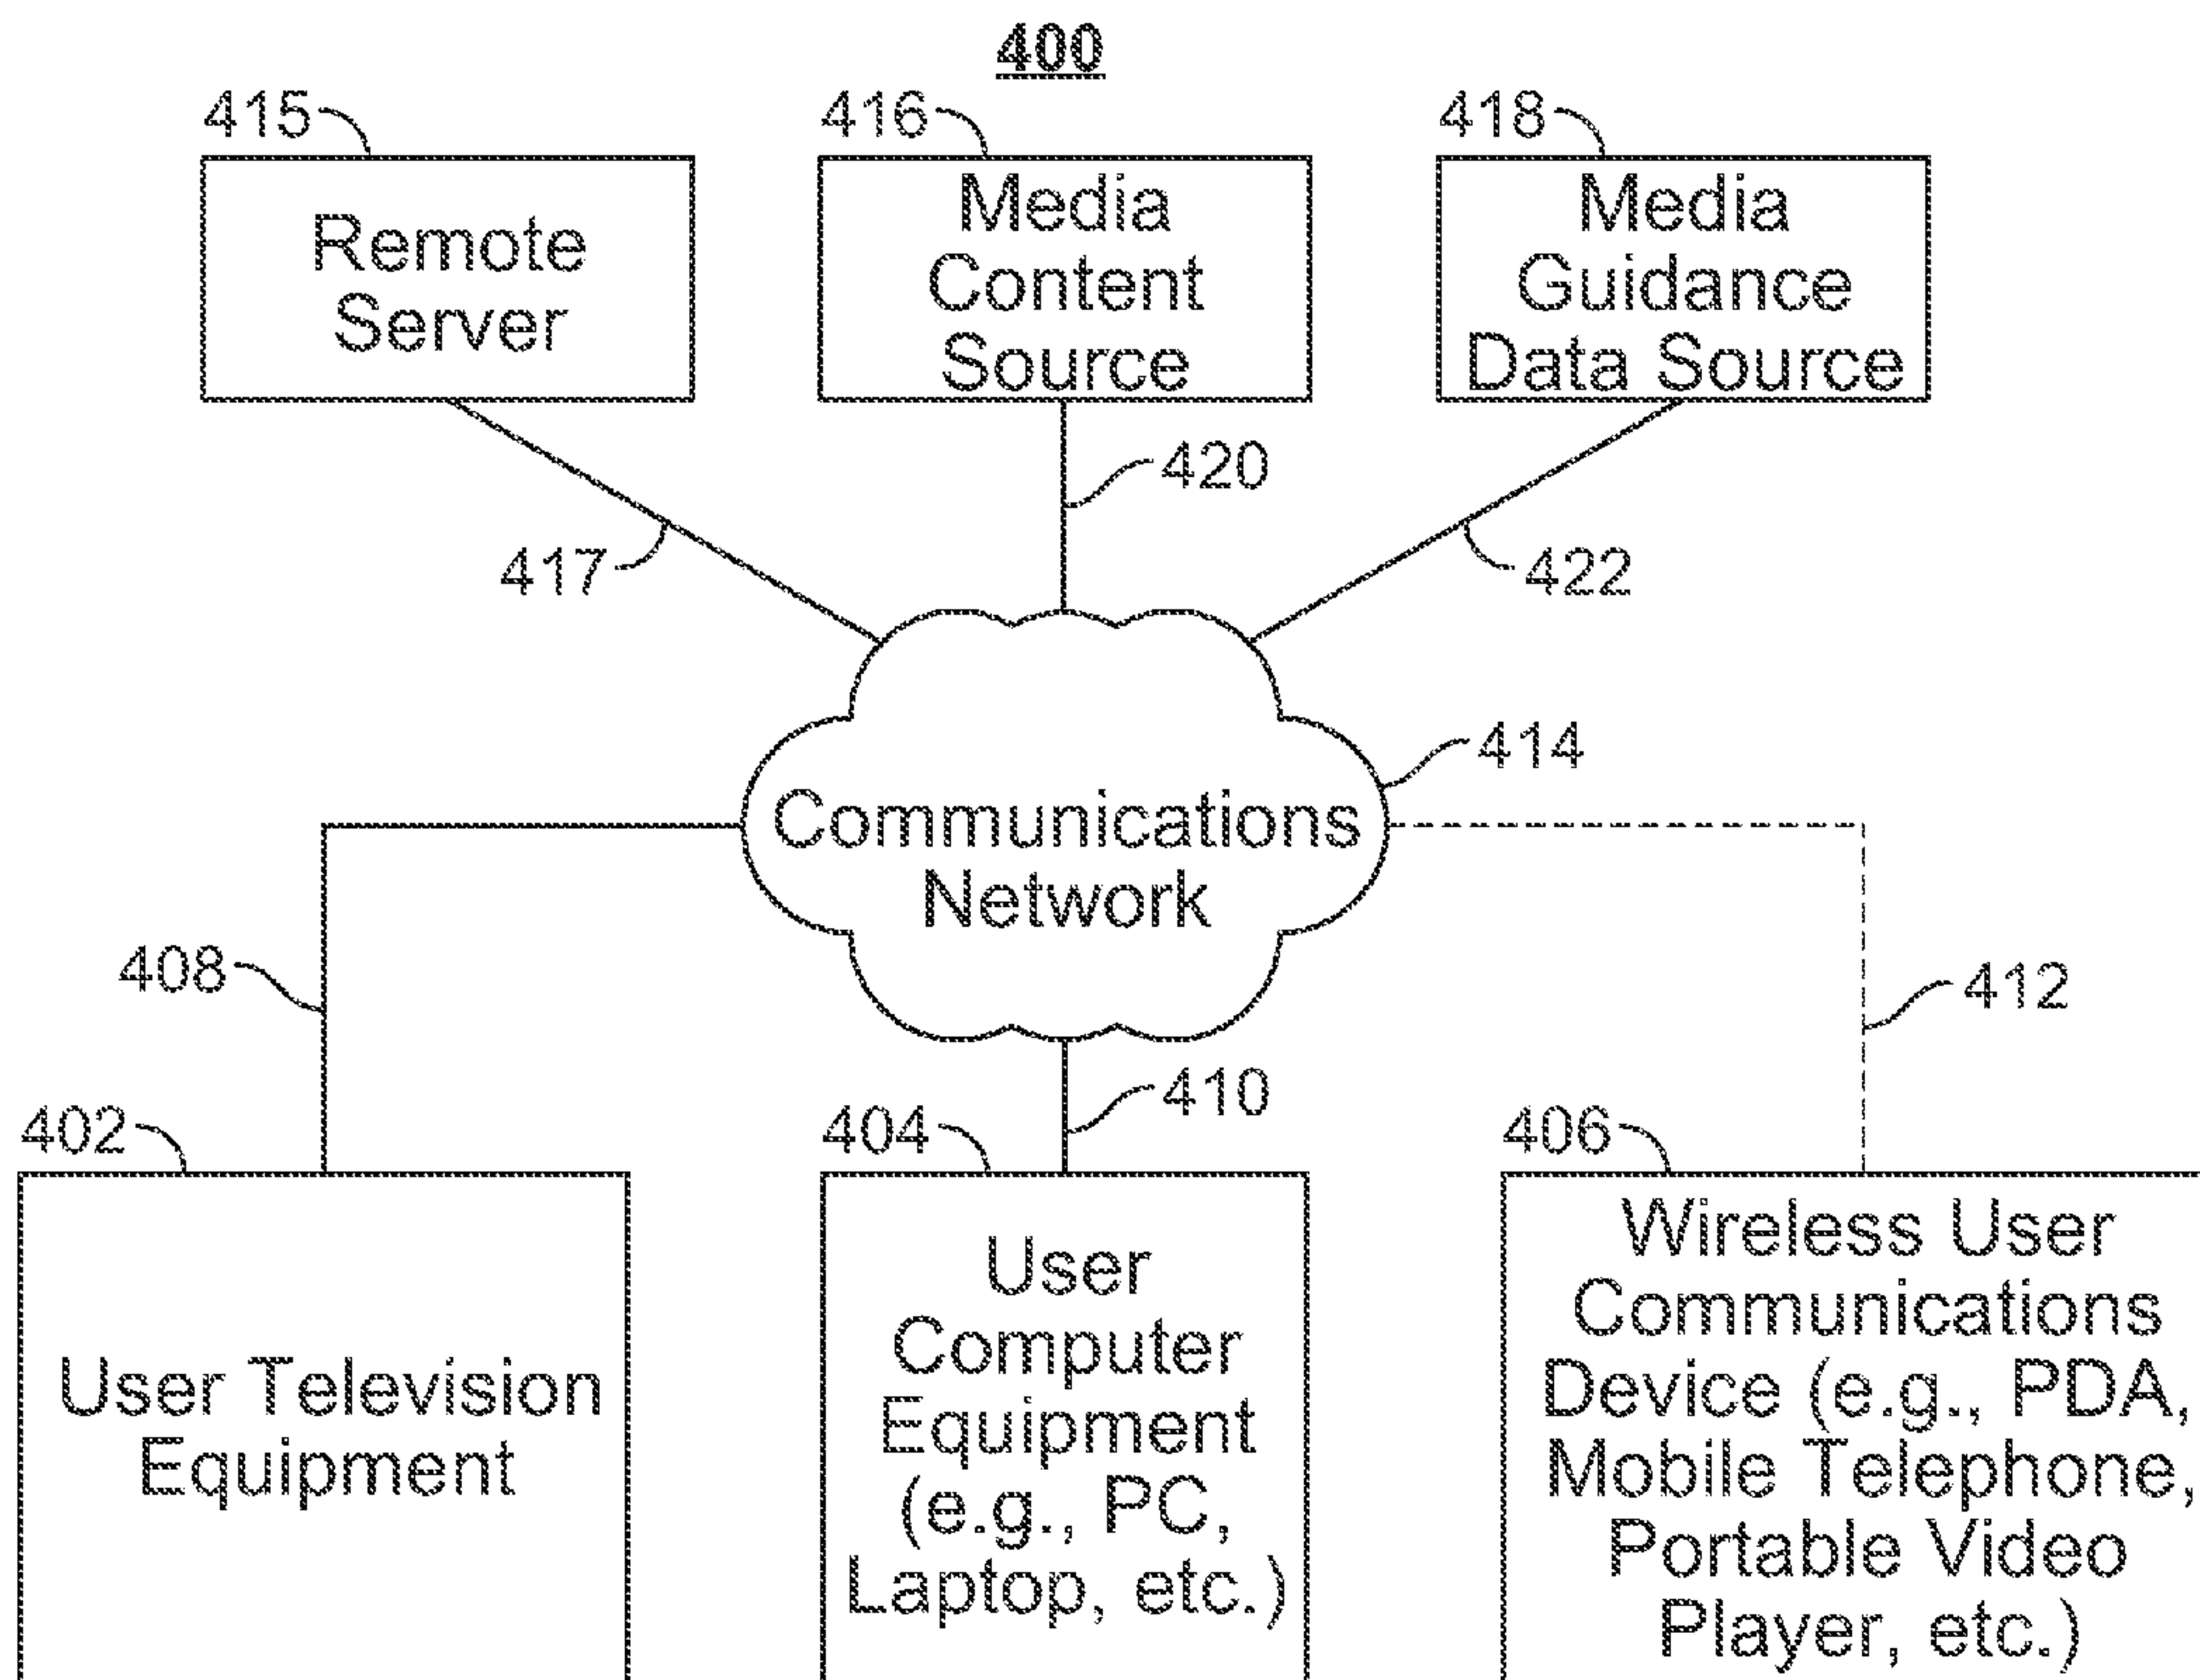 400
415
416
418
Remote
Server
Media
Content
Source
Media
Guidance
Data Source
420
417
422
414
Communications
Network
408
412
410
402
404
406
User Television
Equipment
User
Computer
Equipment
(e.g., PC,
Laptop, etc.)
Wireless User
Communications
Device (e.g., PDA,
Mobile Telephone,
Portable Video
Player, etc.)